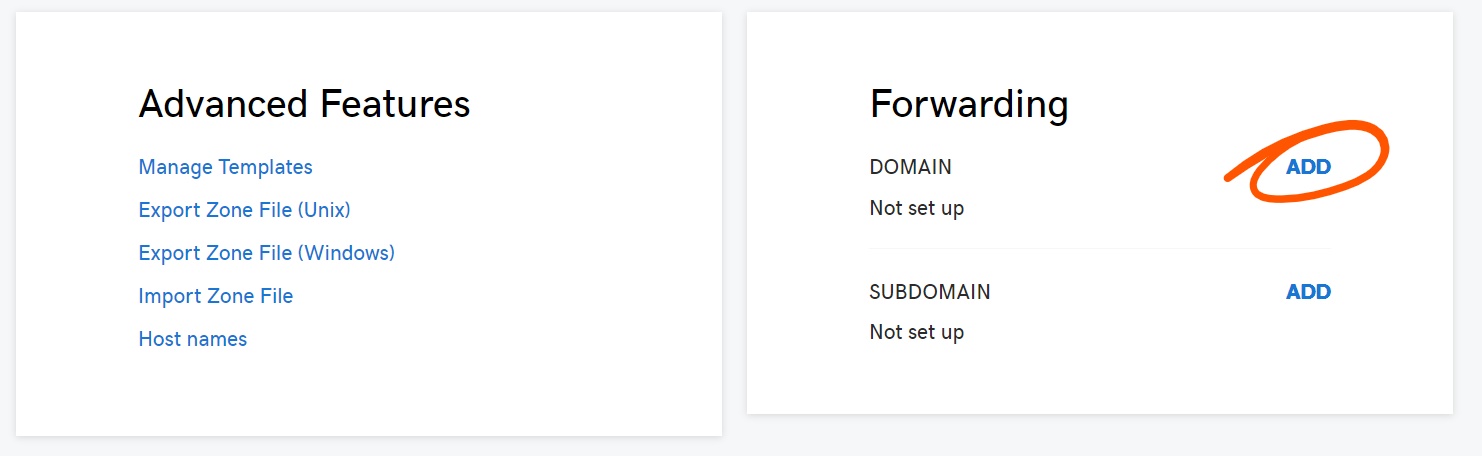 Advanced Features
Manage Templates
Export Zone File (Unix)
Export Zone File (Windows)
Import Zone File
Host names
Forwarding
DOMAIN ADD
Not set up
SUBDOMAIN ADD
Not set up